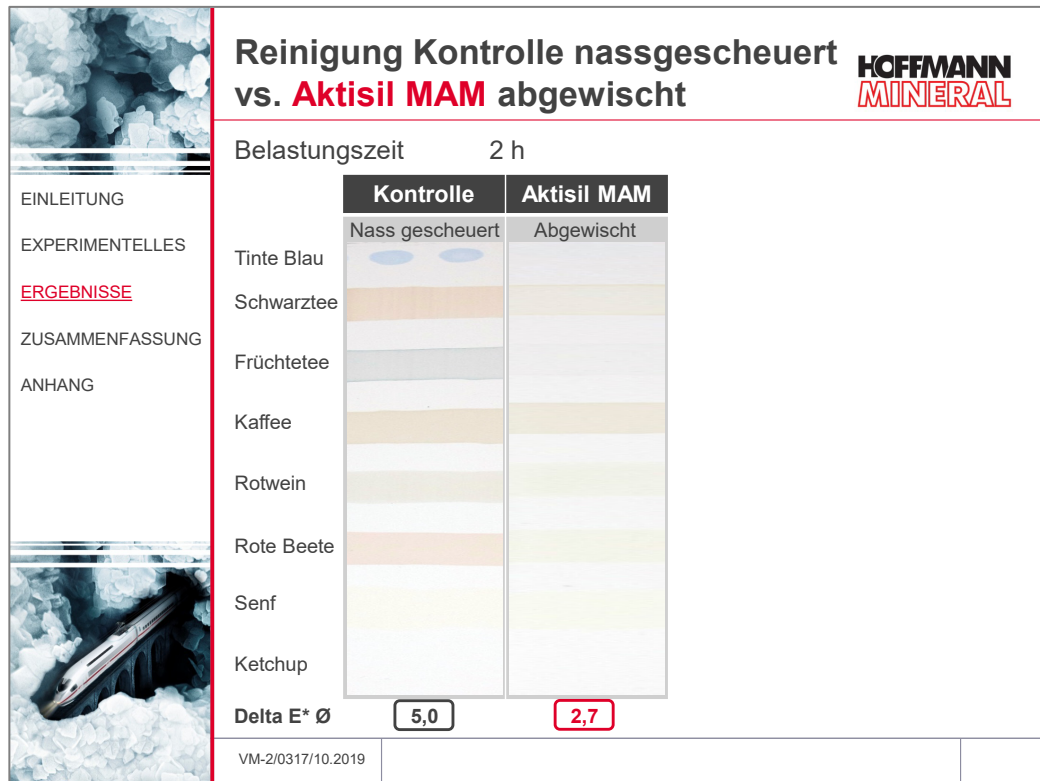 Reinigung Kontrolle nassgescheuert
vs. Aktisil MAM abgewischt
HOFFMANN
MINERAL
EINLEITUNG
EXPERIMENTELLES
ERGEBNISSE
ZUSAMMENFASSUNG
ANHANG
Belastungszeit 2 h
Kontrolle Aktisil MAM
Nass gescheuert Abgewischt
Tinte Blau
Schwarztee
Früchtetee
Kaffee
Rotwein
Rote Beete
Senf
Ketchup
Delta E* Ø 5,0 2,7
VM-2/0317/10.2019